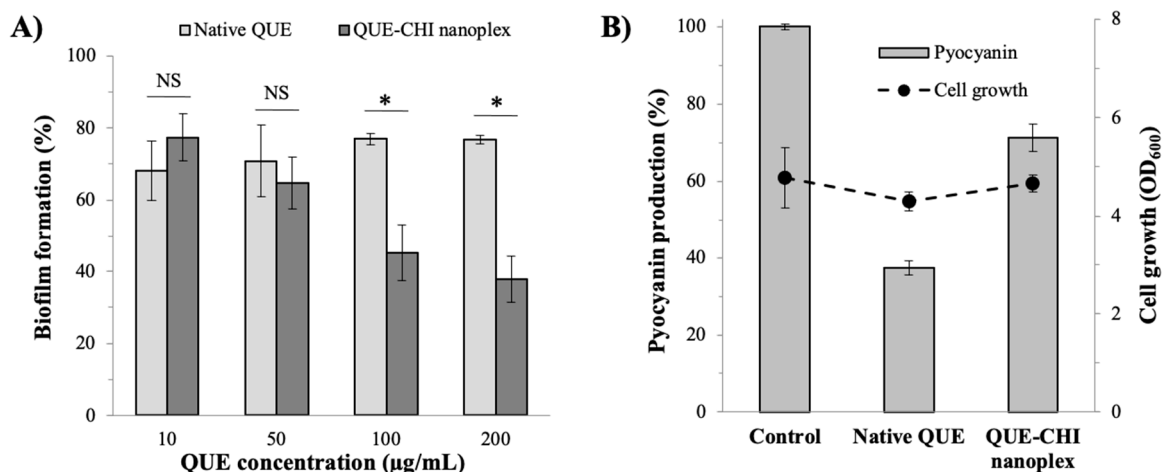 A)
Native QUE
QUE-CHI nanoplex
Biofilm formation (%)
100
80
60
40
20
0
NS
NS
*
*
10
50
100
200
QUE concentration (µg/mL)
B)
Pyocyanin
Cell growth
Pyocyanin production (%)
100
80
60
40
20
0
8
6
4
2
0
Cell growth (OD600)
Control
Native QUE
QUE-CHI
nanoplex